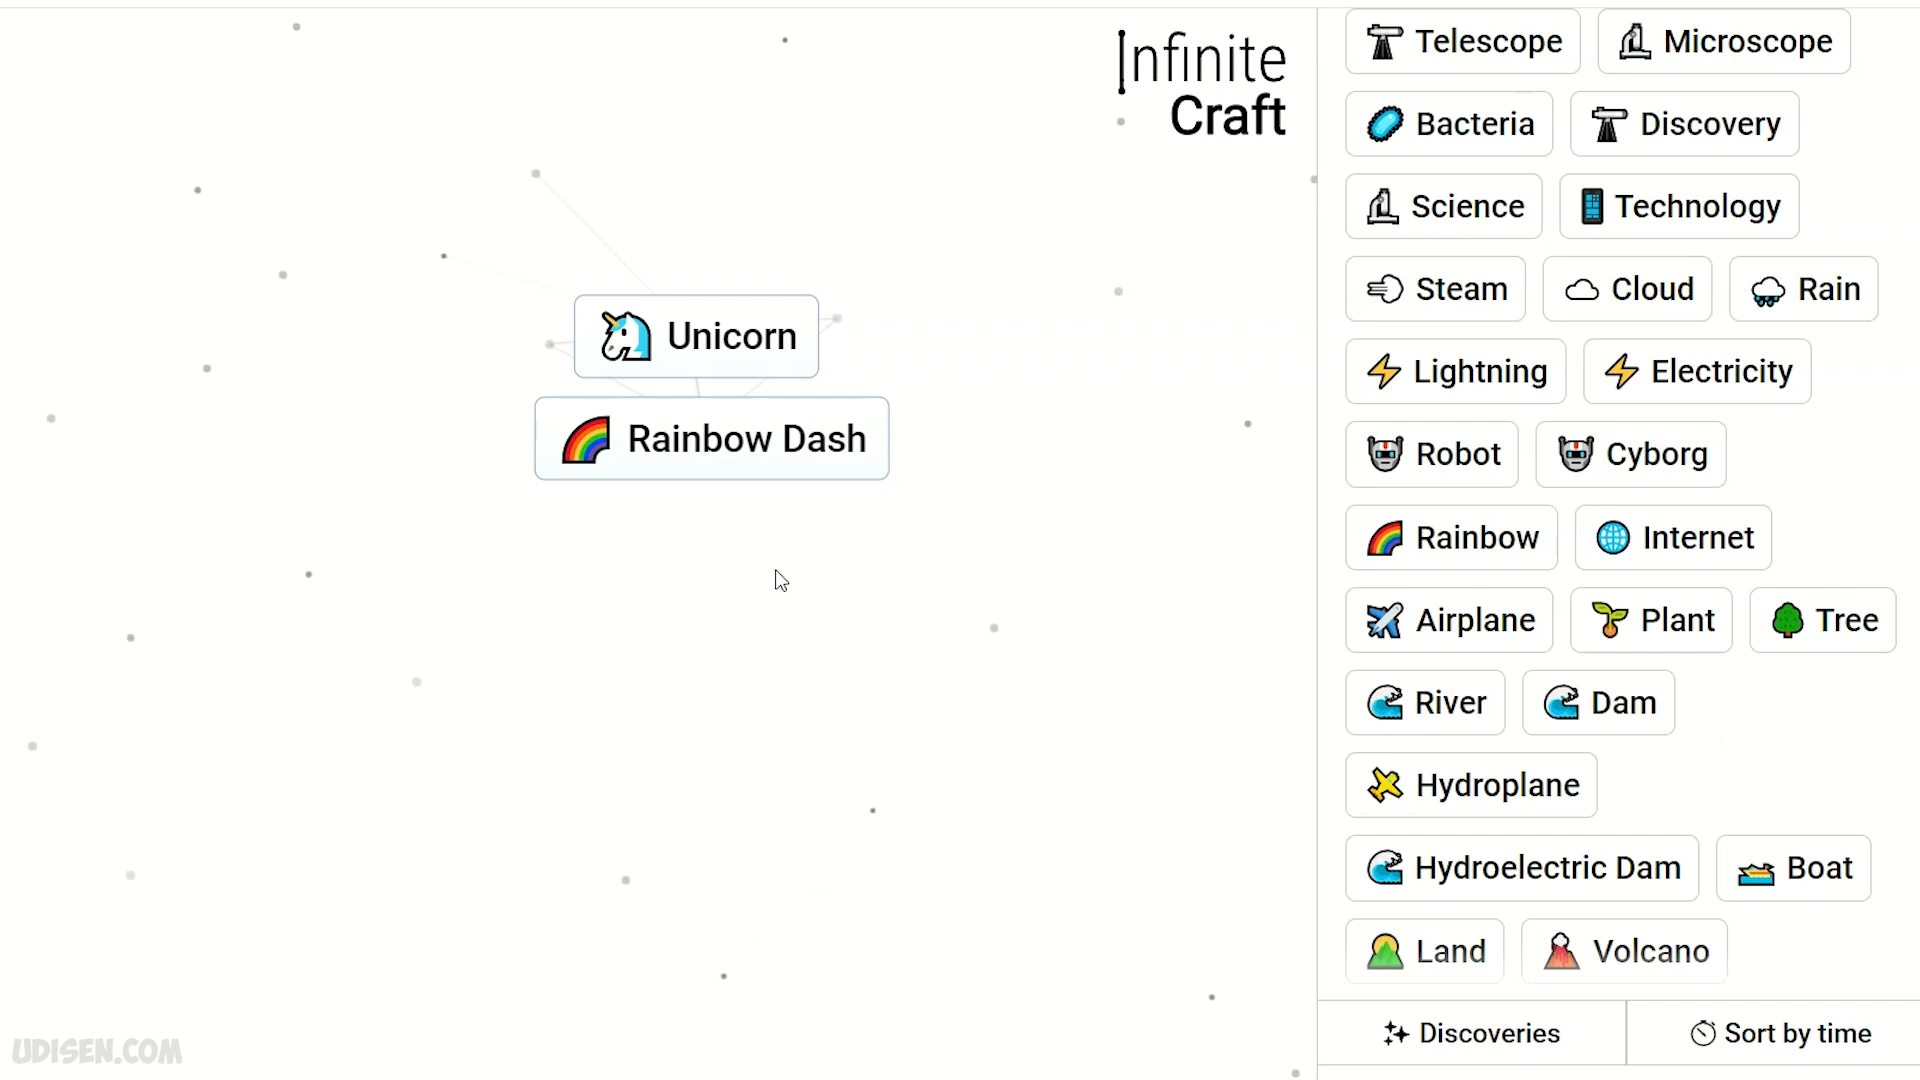 Infinite
Craft
Unicorn
Rainbow Dash
Telescope Microscope
Bacteria Discovery
Science Technology
Steam Cloud Rain
Lightning Electricity
Robot Cyborg
Rainbow Internet
Airplane Plant Tree
River Dam
Hydroplane
Hydroelectric Dam Boat
Land Volcano
Discoveries Sort by time
UDISEN.COM